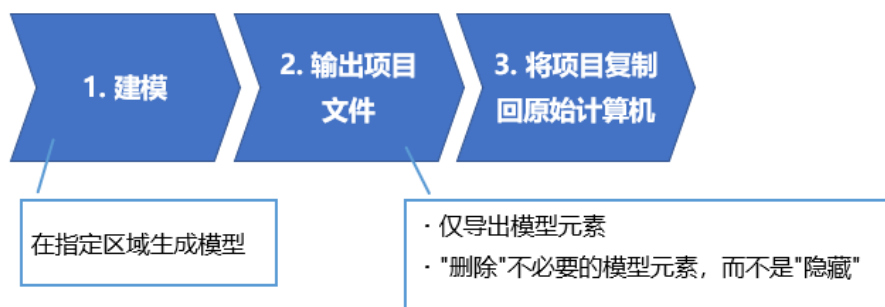 1. 建模
2. 输出项目
文件
3. 将项目复制
回原始计算机
在指定区域生成模型
· 仅导出模型元素
· "删除"不必要的模型元素，而不是"隐藏"